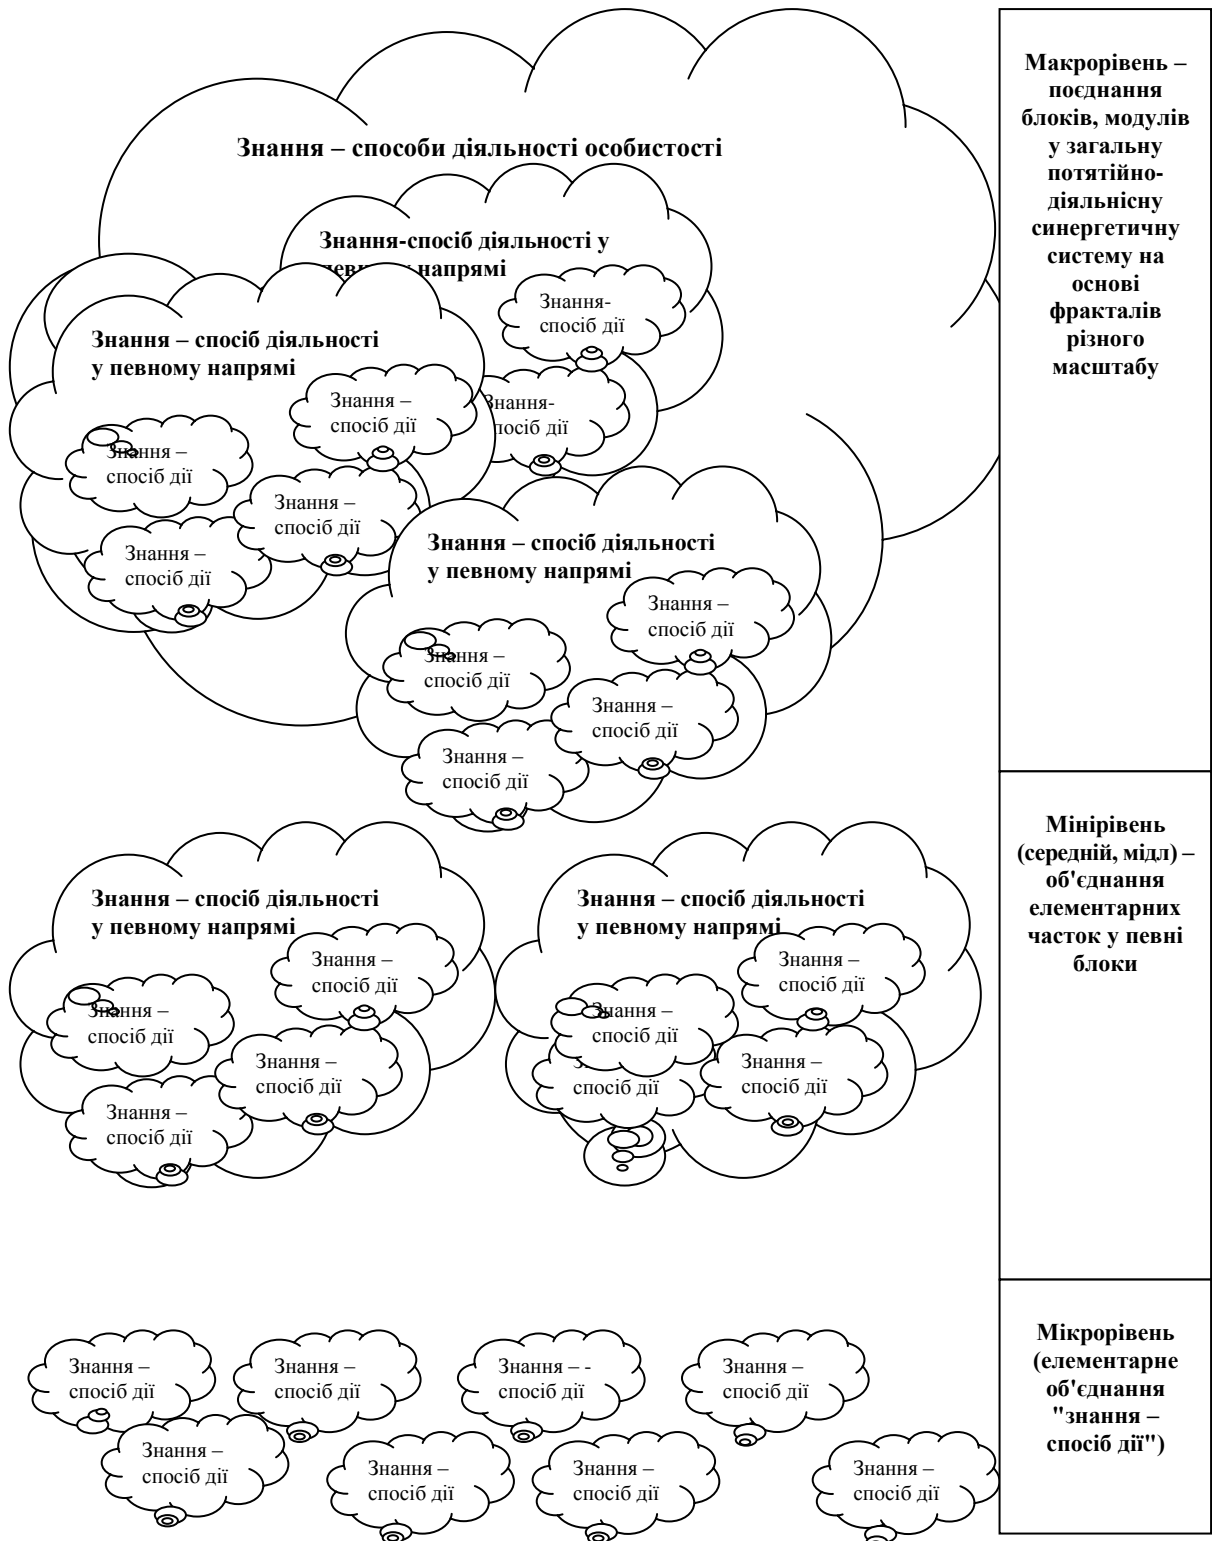 Знання – способи діяльності особистості
Знання-спосіб діяльності у
напрямі
Знання-
спосіб дії
Знання-
спосіб дії
Знання – спосіб діяльності
у певному напрямі
Знання –
спосіб дії
Знання –
спосіб дії
Знання –
спосіб дії
Знання –
спосіб дії
Знання – спосіб діяльності
у певному напрямі
Знання –
спосіб дії
Знання –
спосіб дії
Знання –
спосіб дії
Знання –
спосіб дії
Макрорівень –
поєднання
блоків, модулів
у загальну
потятійно-
діяльнісну
синергетичну
систему на
основі
фракталів
різного
масштабу
Знання – спосіб діяльності
у певному напрямі
Знання –
спосіб дії
Знання –
спосіб дії
Знання –
спосіб дії
Знання –
спосіб дії
Знання – спосіб діяльності
у певному напрямі
Знання –
спосіб дії
Знання –
спосіб дії
Знання –
спосіб дії
спосіб дії
Мінірівень
(середній, мідл) –
об'єднання
елементарних
часток у певні
блоки
Знання –
спосіб дії
Знання –
спосіб дії
Знання – -
спосіб дії
Знання –
спосіб дії
Знання –
спосіб дії
Знання –
спосіб дії
Знання –
спосіб дії
Знання –
спосіб дії
Мікрорівень
(елементарне
об'єднання
"знання –
спосіб дії")